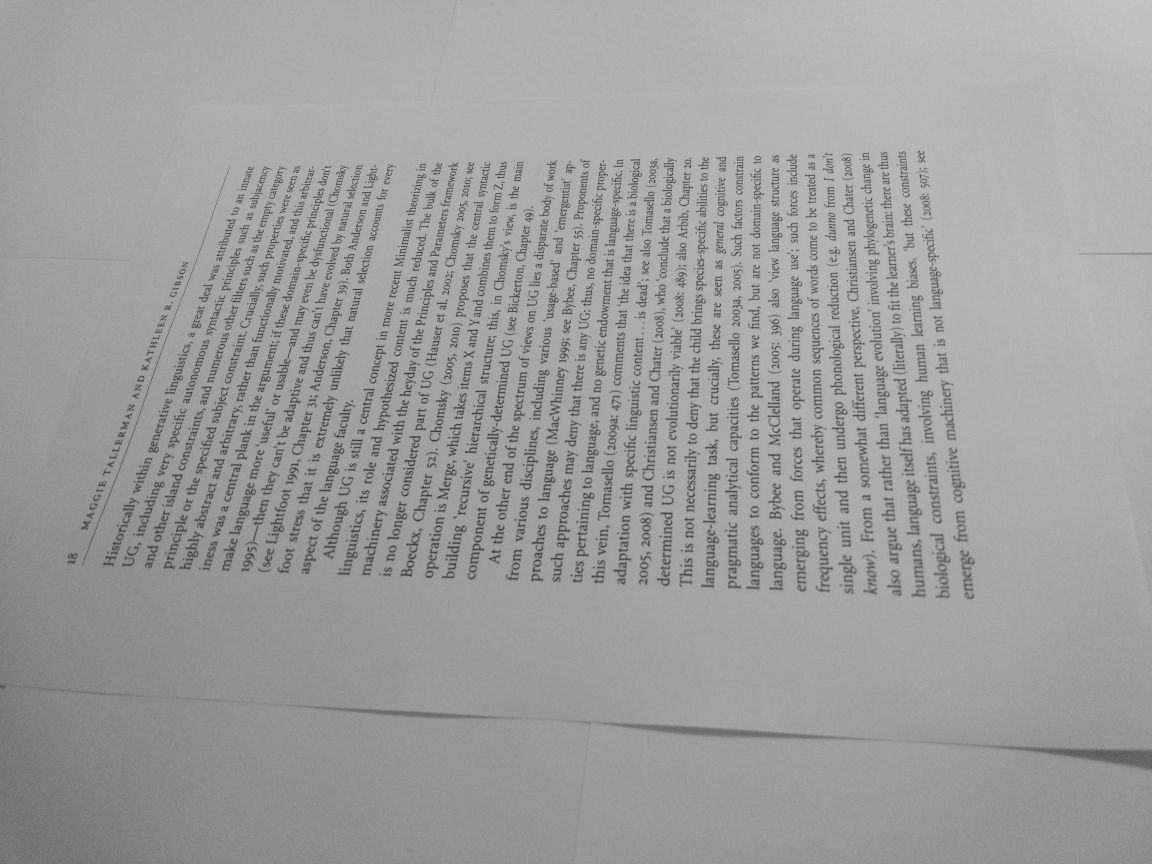 18 MAGGIE TALLERMAN AND KATHLEEN R. GIBSON
Historically within generative linguistics, a great deal was attributed to an innate
UG, including very specific autonomous syntactic principles such as subjacency
and other island constraints, and numerous other filters, such as the empty category
principle or the specified subject constraint. Crucially, such properties were seen as
highly abstract and arbitrary, rather than functionally motivated, and this arbitrar-
iness was a central plank in the argument; if these domain-specific principles don't
make language more 'useful' or usable—and may even be dysfunctional (Chomsky
1995)—then they can't be adaptive and thus can't have evolved by natural selection
(see Lightfoot 1991, Chapter 31; Anderson, Chapter 39). Both Anderson and Light-
foot stress that it is extremely unlikely that natural selection accounts for every
aspect of the language faculty.
Although UG is still a central concept in more recent Minimalist theorizing in
linguistics, its role and hypothesized content is much reduced. The bulk of the
machinery associated with the heyday of the Principles and Parameters framework
is no longer considered part of UG (Hauser et al. 2002; Chomsky 2005, 2010; see
Boeckx, Chapter 52). Chomsky (2005, 2010) proposes that the central syntactic
operation is Merge, which takes items X and Y and combines them to form Z, thus
building 'recursive' hierarchical structure; this, in Chomsky's view, is the main
component of genetically-determined UG (see Bickerton, Chapter 49).
At the other end of the spectrum of views on UG lies a disparate body of work
from various disciplines, including various 'usage-based' and 'emergentist' ap-
proaches to language (MacWhinney 1999; see Bybee, Chapter 55). Proponents of
such approaches may deny that there is any UG; thus, no domain-specific proper-
ties pertaining to language, and no genetic endowment that is language-specific. In
this vein, Tomasello (2009a: 471) comments that 'the idea that there is a biological
adaptation with specific linguistic content . . . is dead'; see also Tomasello (2003a,
2005, 2008) and Christiansen and Chater (2008), who conclude that a biologically
determined UG is not evolutionarily viable' (2008: 489); also Arbib, Chapter 20.
This is not necessarily to deny that the child brings species-specific abilities to the
language-learning task, but crucially, these are seen as general cognitive and
pragmatic analytical capacities (Tomasello 2003a, 2005). Such factors constrain
languages to conform to the patterns we find, but are not domain-specific to
language. Bybee and McClelland (2005: 396) also 'view language structure as
emerging from forces that operate during language use'; such forces include
frequency effects, whereby common sequences of words come to be treated as a
single unit and then undergo phonological reduction (e.g. dunno from I don't
know). From a somewhat different perspective, Christiansen and Chater (2008)
also argue that rather than 'language evolution' involving phylogenetic change in
humans, language itself has adapted (literally) to fit the learner's brain: there are thus
biological constraints, involving human learning biases, 'but these constraints
emerge from cognitive machinery that is not language-specific' (2008: 507); see